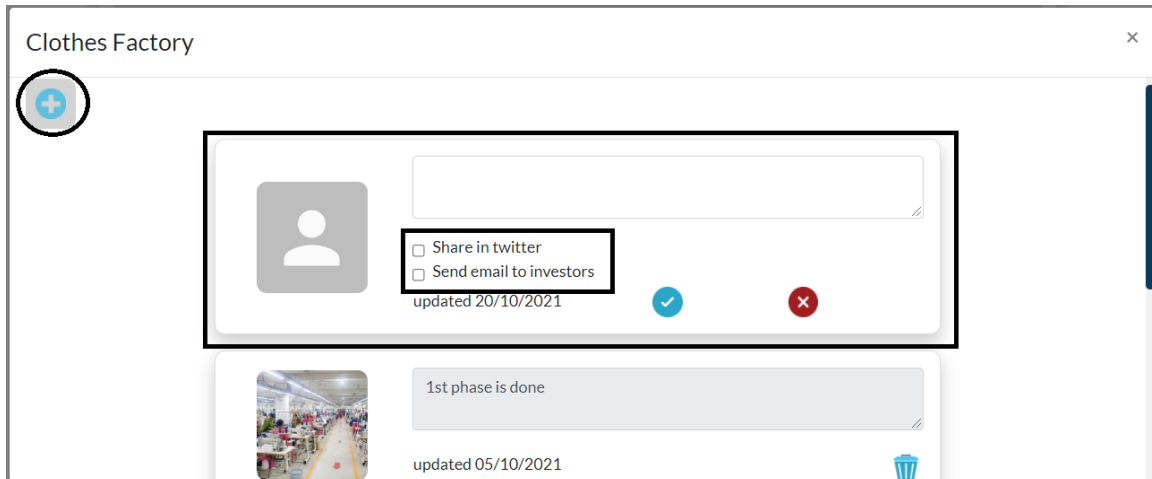 Clothes Factory
Share in twitter
Send email to investors
updated 20/10/2021
1st phase is done
updated 05/10/2021